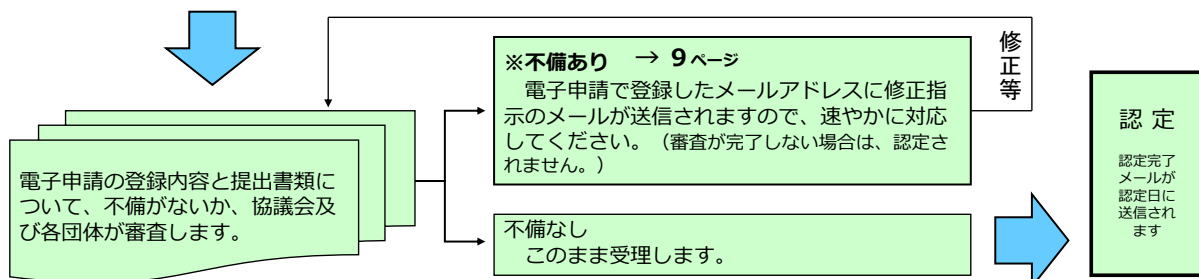 ※不備あり → 9ページ
電子申請で登録したメールアドレスに修正指
示のメールが送信されますので、速やかに対応
してください。（審査が完了しない場合は、認定さ
れません。）
修正等
電子申請の登録内容と提出書類に
ついて、不備がないか、協議会及
び各団体が審査します。
不備なし
このまま受理します。
認 定
認定完了
メールが
認定日に
送信され
ます